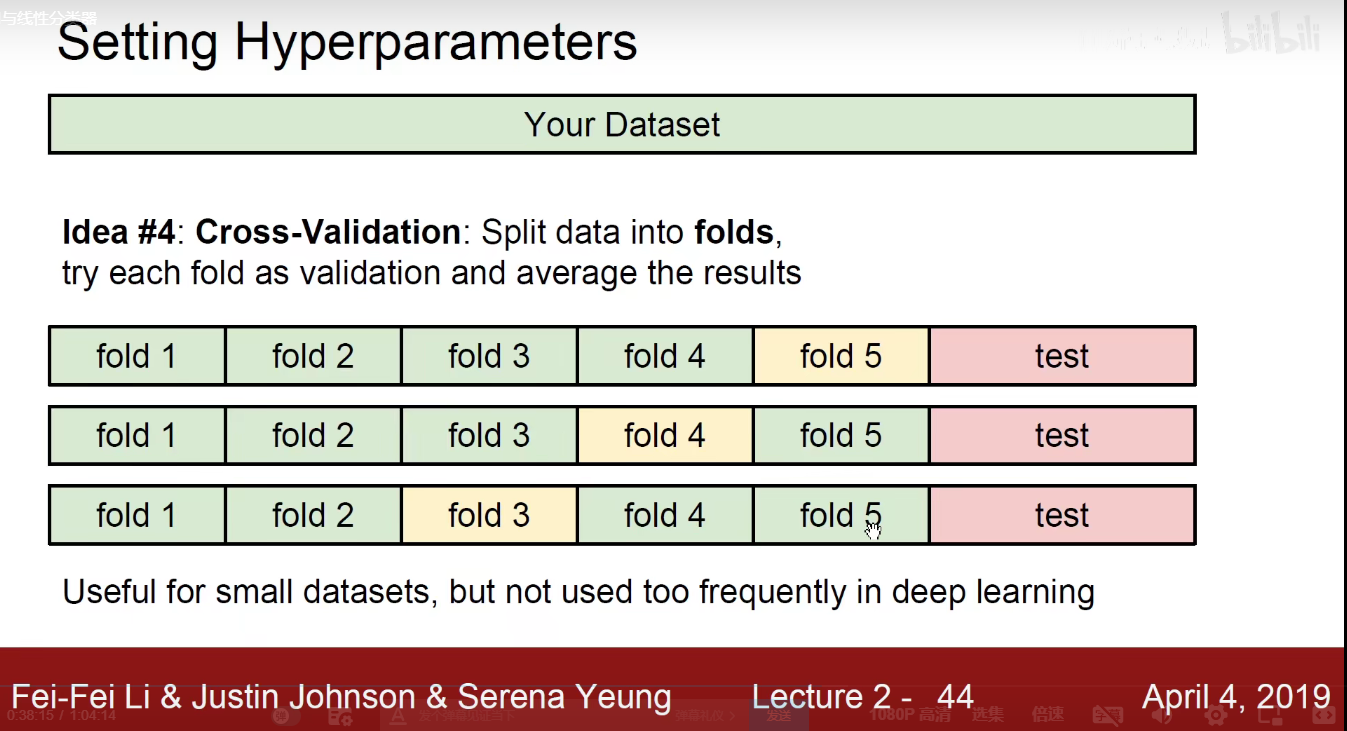 与线性分类器
Setting Hyperparameters
bilibili
Your Dataset
Idea #4: Cross-Validation: Split data into folds,
try each fold as validation and average the results
fold 1 fold 2 fold 3 fold 4 fold 5 test
fold 1 fold 2 fold 3 fold 4 fold 5 test
fold 1 fold 2 fold 3 fold 4 fold 5 test
Useful for small datasets, but not used too frequently in deep learning
Fei-Fei Li & Justin Johnson & Serena Yeung Lecture 2 - 44 April 4, 2019
0:38:15 / 1:04:14 发送 1080P 高清 选集 倍速